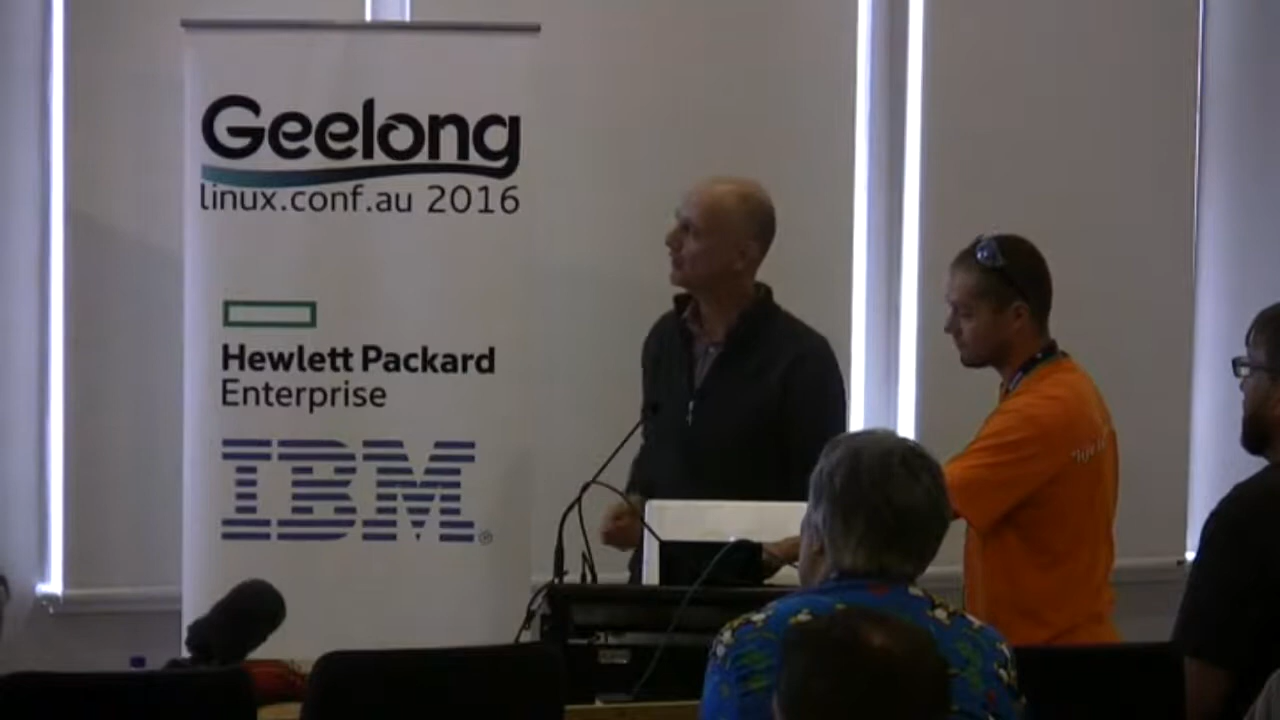 Geelong
linux.conf.au 2016
Hewlett Packard
Enterprise
IBM®